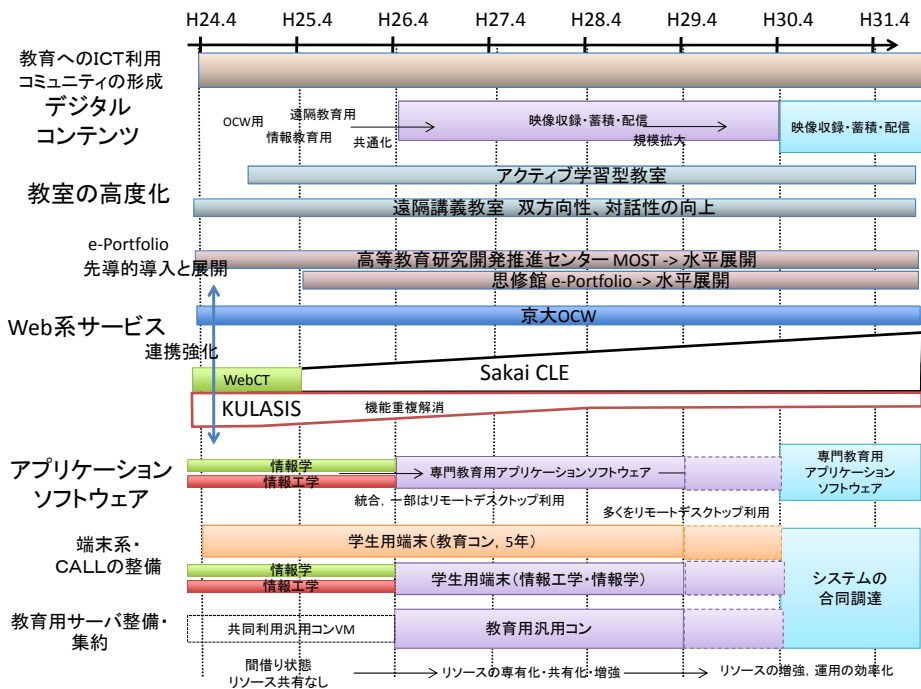 H24.4 H25.4 H26.4 H27.4 H28.4 H29.4 H30.4 H31.4
教育へのICT利用
コミュニティの形成
デジタル
コンテンツ
OCW用
遠隔教育用
情報教育用
共通化
映像収録・蓄積・配信
規模拡大
映像収録・蓄積・配信
教室の高度化
アクティブ学習型教室
遠隔講義教室 双方向性、対話性の向上
e-Portfolio
先導的導入と展開
高等教育研究開発推進センター MOST -> 水平展開
思修館 e-Portfolio -> 水平展開
Web系サービス
京大OCW
連携強化
WebCT
Sakai CLE
KULASIS
機能重複解消
アプリケーション
ソフトウェア
情報学
情報工学
専門教育用アプリケーションソフトウェア
専門教育用
アプリケーション
ソフトウェア
統合, 一部はリモートデスクトップ利用
多くをリモートデスクトップ利用
端末系・
CALLの整備
学生用端末(教育コン, 5年)
情報学
情報工学
学生用端末(情報工学・情報学)
システムの
合同調達
教育用サーバ整備・
集約
共同利用汎用コンVM
教育用汎用コン
間借り状態
リソース共有なし
リソースの専有化・共有化・増強
リソースの増強, 運用の効率化